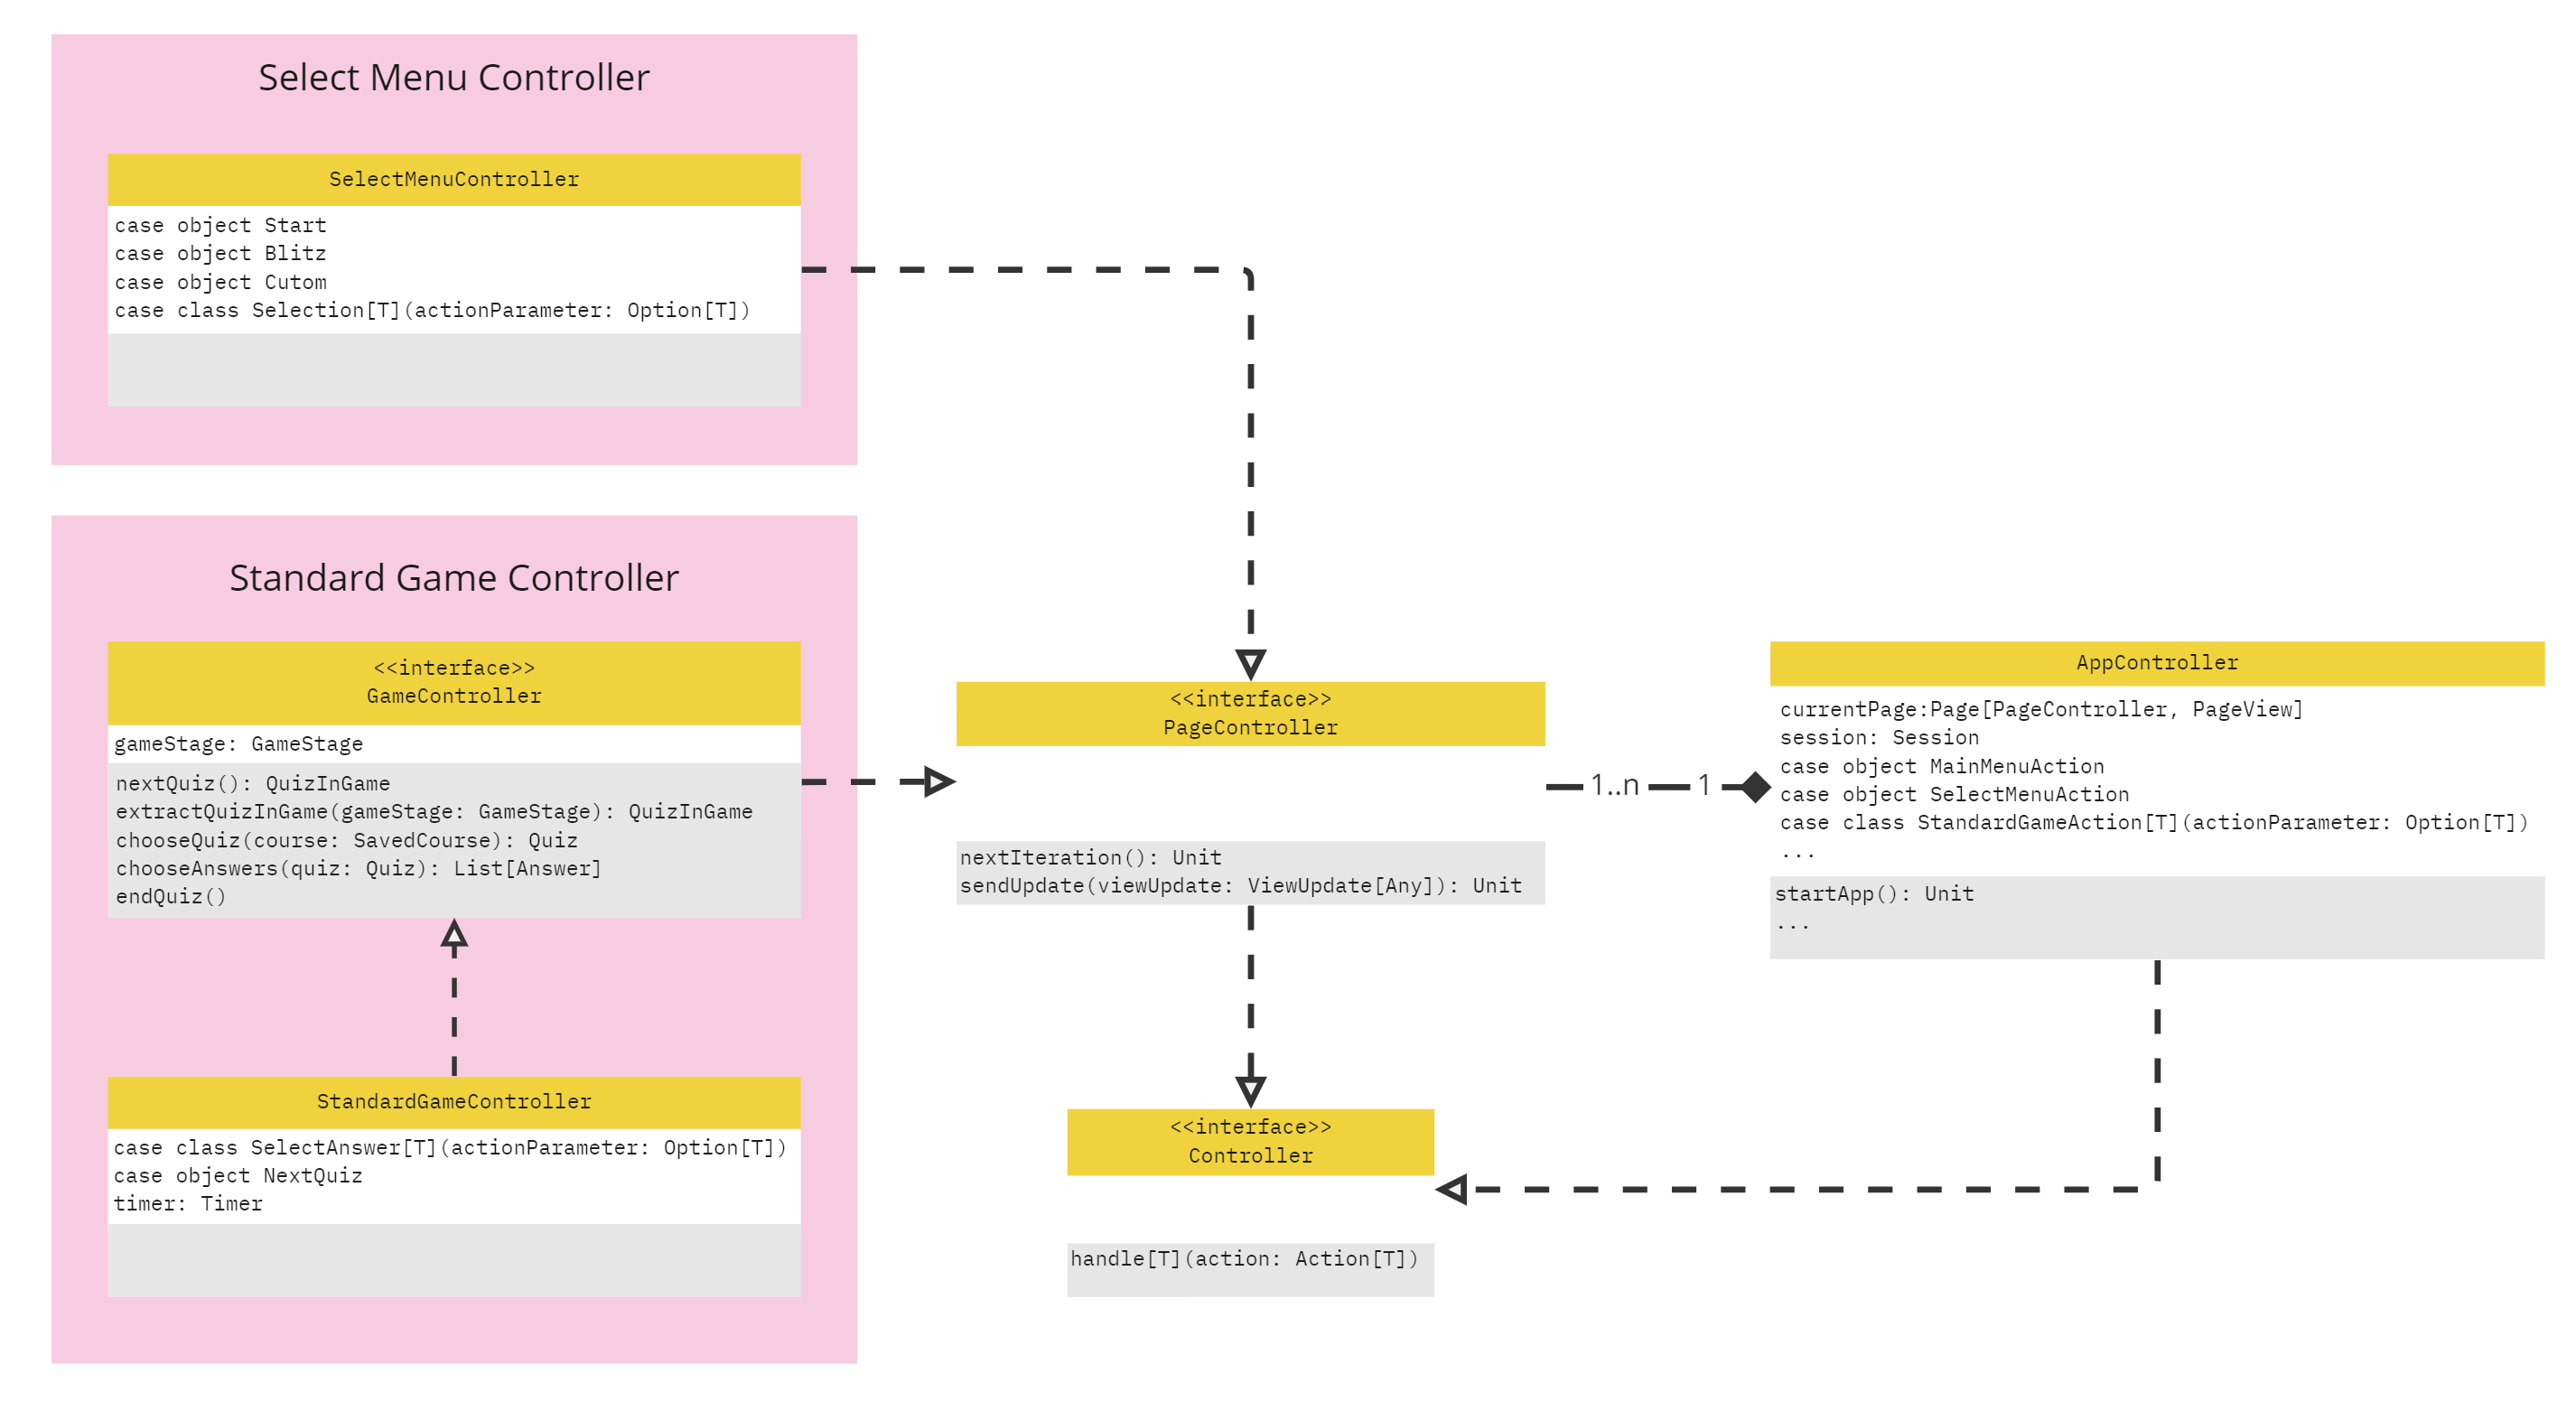 Select Menu Controller
SelectMenuController
case object Start
case object Blitz
case object Cutom
case class Selection[T](actionParameter: Option[T])
Standard Game Controller
<<interface>>
GameController
gameStage: GameStage
nextQuiz(): QuizInGame
extractQuizInGame(gameStage: GameStage): QuizInGame
chooseQuiz(course: SavedCourse): Quiz
chooseAnswers(quiz: Quiz): List[Answer]
endQuiz()
StandardGameController
case class SelectAnswer[T](actionParameter: Option[T])
case object NextQuiz
timer: Timer
<<interface>>
PageController
nextIteration(): Unit
sendUpdate(viewUpdate: ViewUpdate[Any]): Unit
1..n
1
AppController
currentPage:Page[PageController, PageView]
session: Session
case object MainMenuAction
case object SelectMenuAction
case class StandardGameAction[T](actionParameter: Option[T])
...
startApp(): Unit
...
<<interface>>
Controller
handle[T](action: Action[T])